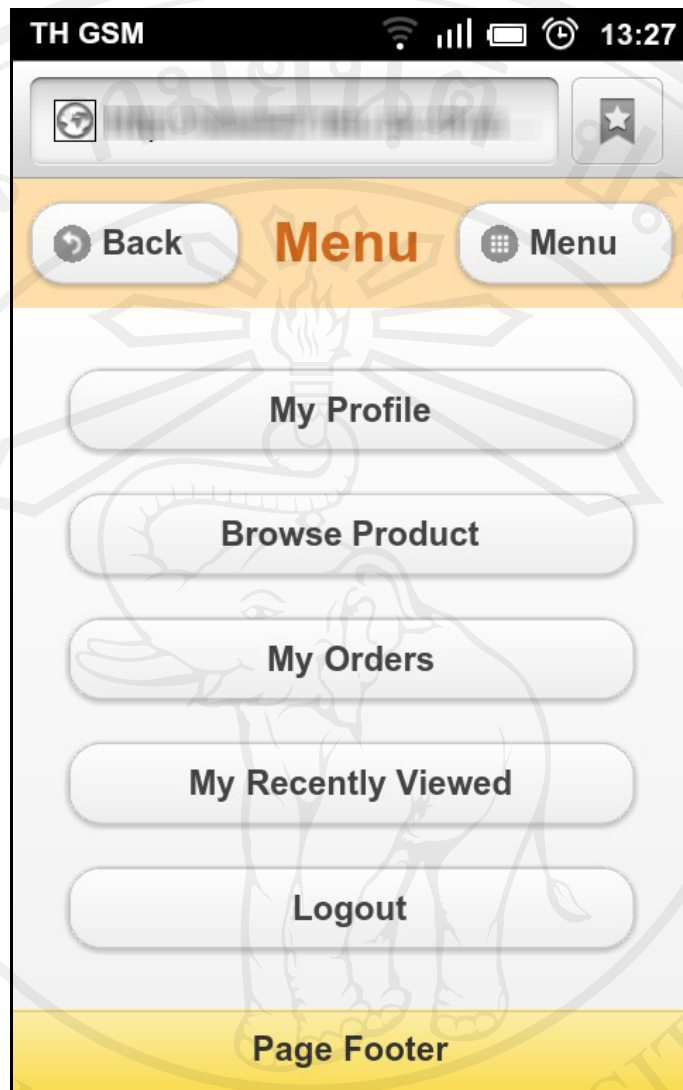 TH GSM 13:27
Back Menu Menu
My Profile
Browse Product
My Orders
My Recently Viewed
Logout
Page Footer